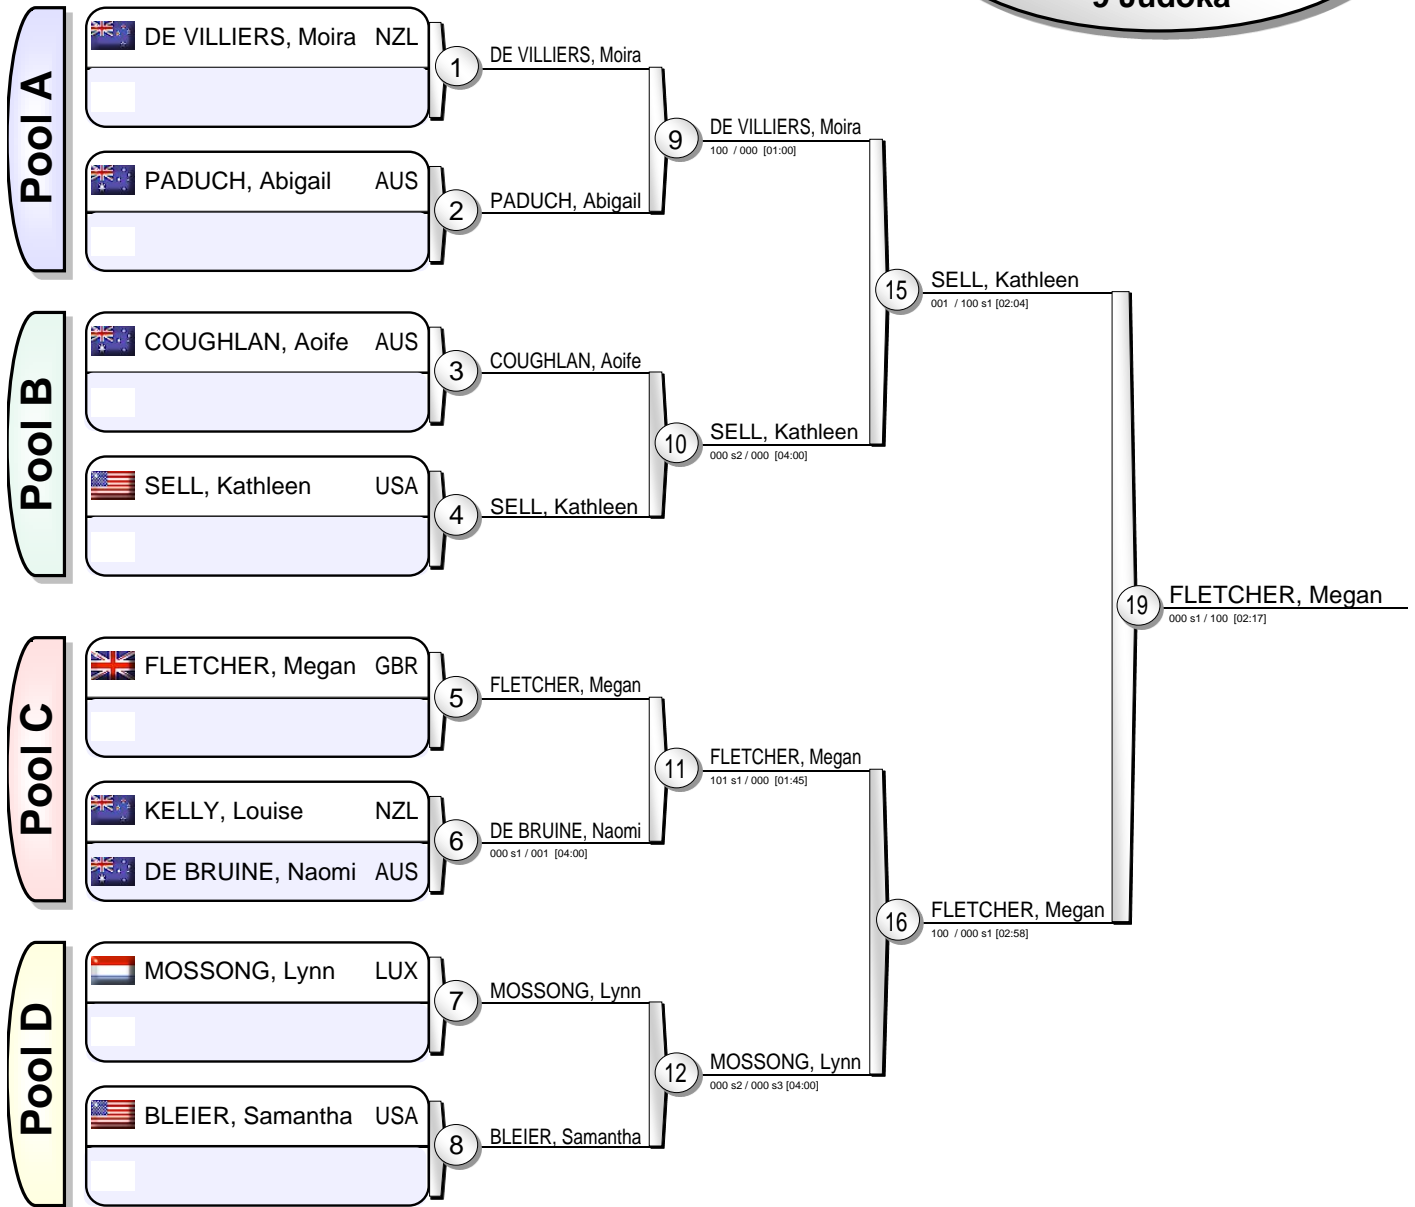 9 Judoka
Pool A
DE VILLIERS, Moira NZL
PADUCH, Abigail AUS
Pool B
COUGHLAN, Aoife AUS
SELL, Kathleen USA
Pool C
FLETCHER, Megan GBR
KELLY, Louise NZL
DE BRUINE, Naomi AUS
Pool D
MOSSONG, Lynn LUX
BLEIER, Samantha USA
1
DE VILLIERS, Moira
2
PADUCH, Abigail
3
COUGHLAN, Aoife
4
SELL, Kathleen
5
FLETCHER, Megan
6
DE BRUINE, Naomi
000 s1 / 001 [04:00]
7
MOSSONG, Lynn
8
BLEIER, Samantha
9
DE VILLIERS, Moira
100 / 000 [01:00]
10
SELL, Kathleen
000 s2 / 000 [04:00]
11
FLETCHER, Megan
101 s1 / 000 [01:45]
12
MOSSONG, Lynn
000 s2 / 000 s3 [04:00]
15
SELL, Kathleen
001 / 100 s1 [02:04]
16
FLETCHER, Megan
100 / 000 s1 [02:58]
19
FLETCHER, Megan
000 s1 / 100 [02:17]